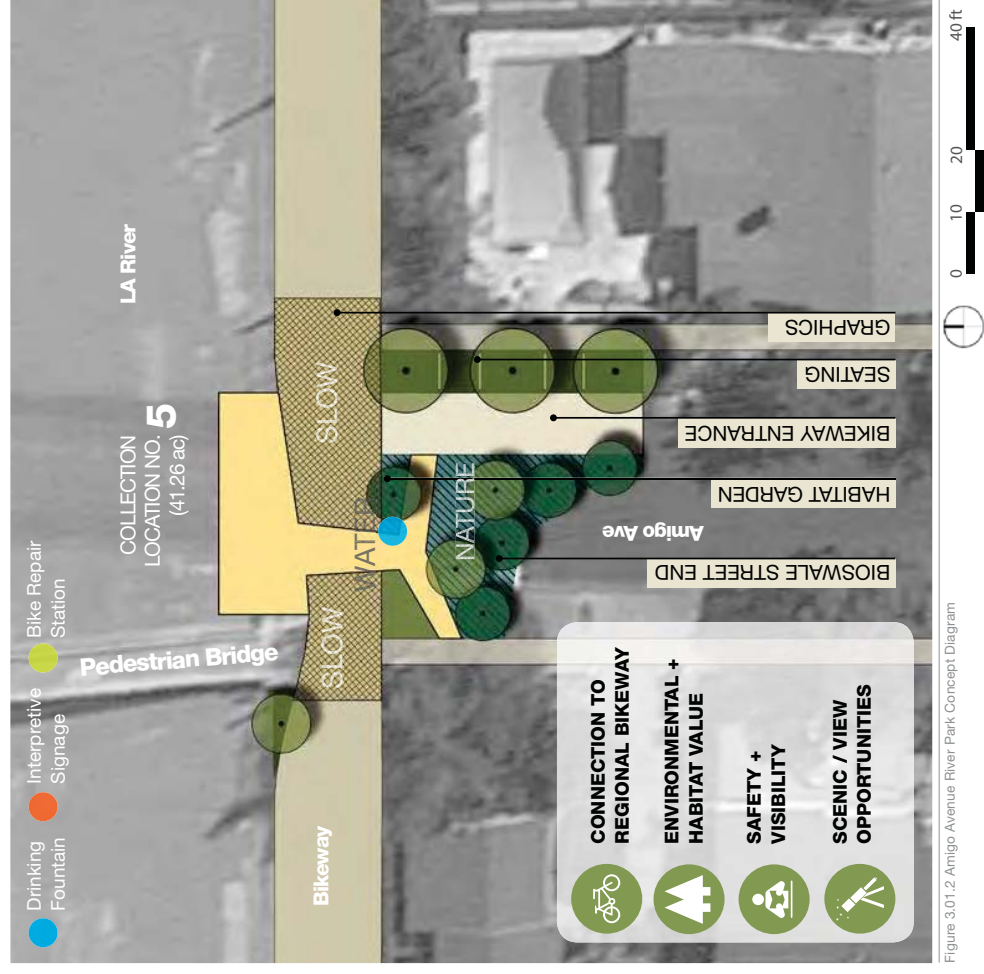 Drinking
Fountain
Interpretive
Signage
Bike Repair
Station
Pedestrian Bridge
COLLECTION
LOCATION NO. 5
(41.26 ac)
LA River
Bikeway
SLOW
SLOW
WATER
NATURE
Amigo Ave
GRAPHICS
SEATING
BIKEWAY ENTRANCE
HABITAT GARDEN
BIOSWALE STREET END
CONNECTION TO
REGIONAL BIKEWAY
ENVIRONMENTAL +
HABITAT VALUE
SAFETY +
VISIBILITY
SCENIC / VIEW
OPPORTUNITIES
0 10 20 40 ft
Figure 3.01.2 Amigo Avenue River Park Concept Diagram